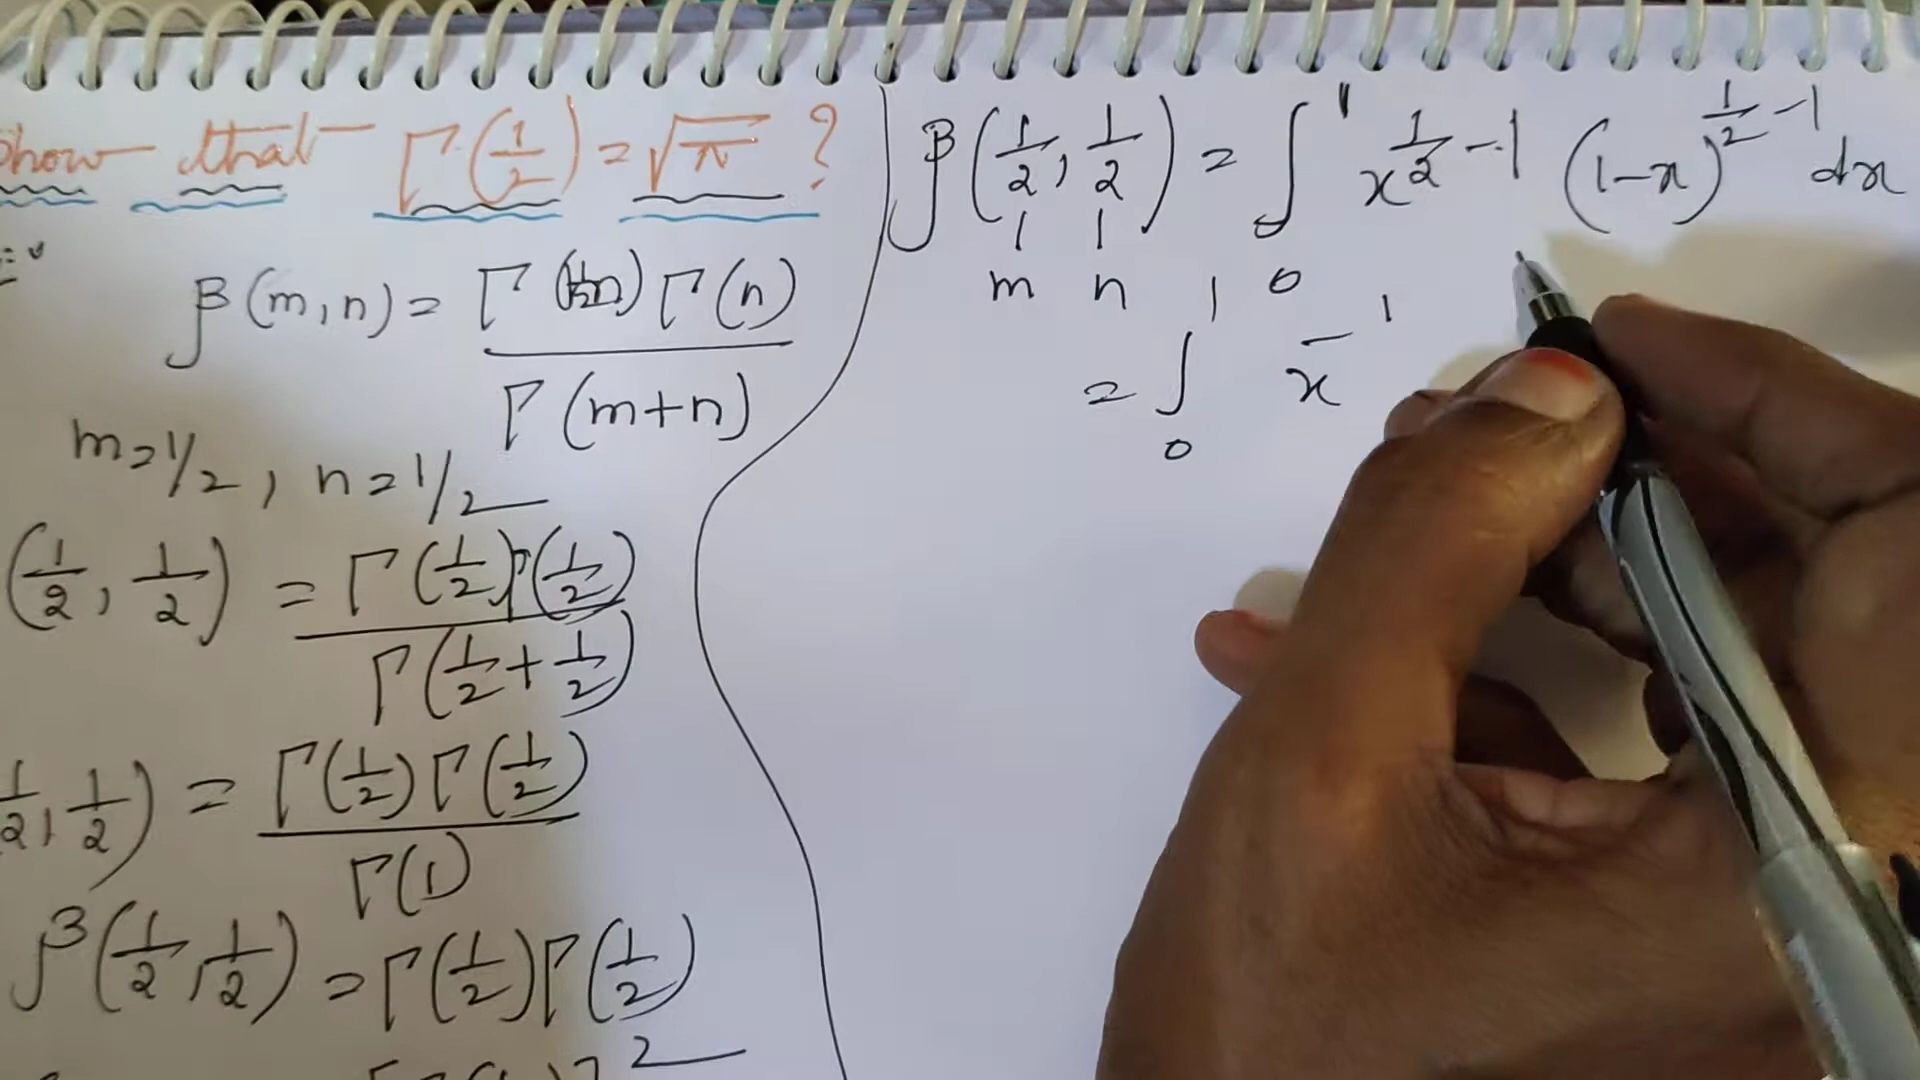 Show that Γ(1/2) = √π ?
β(m,n) = Γ(m) Γ(n) / Γ(m+n)
m=1/2, n=1/2
(1/2, 1/2) = Γ(1/2)Γ(1/2) / Γ(1/2 + 1/2)
1/2, 1/2) = Γ(1/2)Γ(1/2) / Γ(1)
β(1/2, 1/2) = Γ(1/2)Γ(1/2)
2
β(1/2, 1/2) = ∫₀¹ x^(1/2 - 1) (1-x)^(1/2 - 1) dx
m n 0
= ∫₀¹ x^(-1